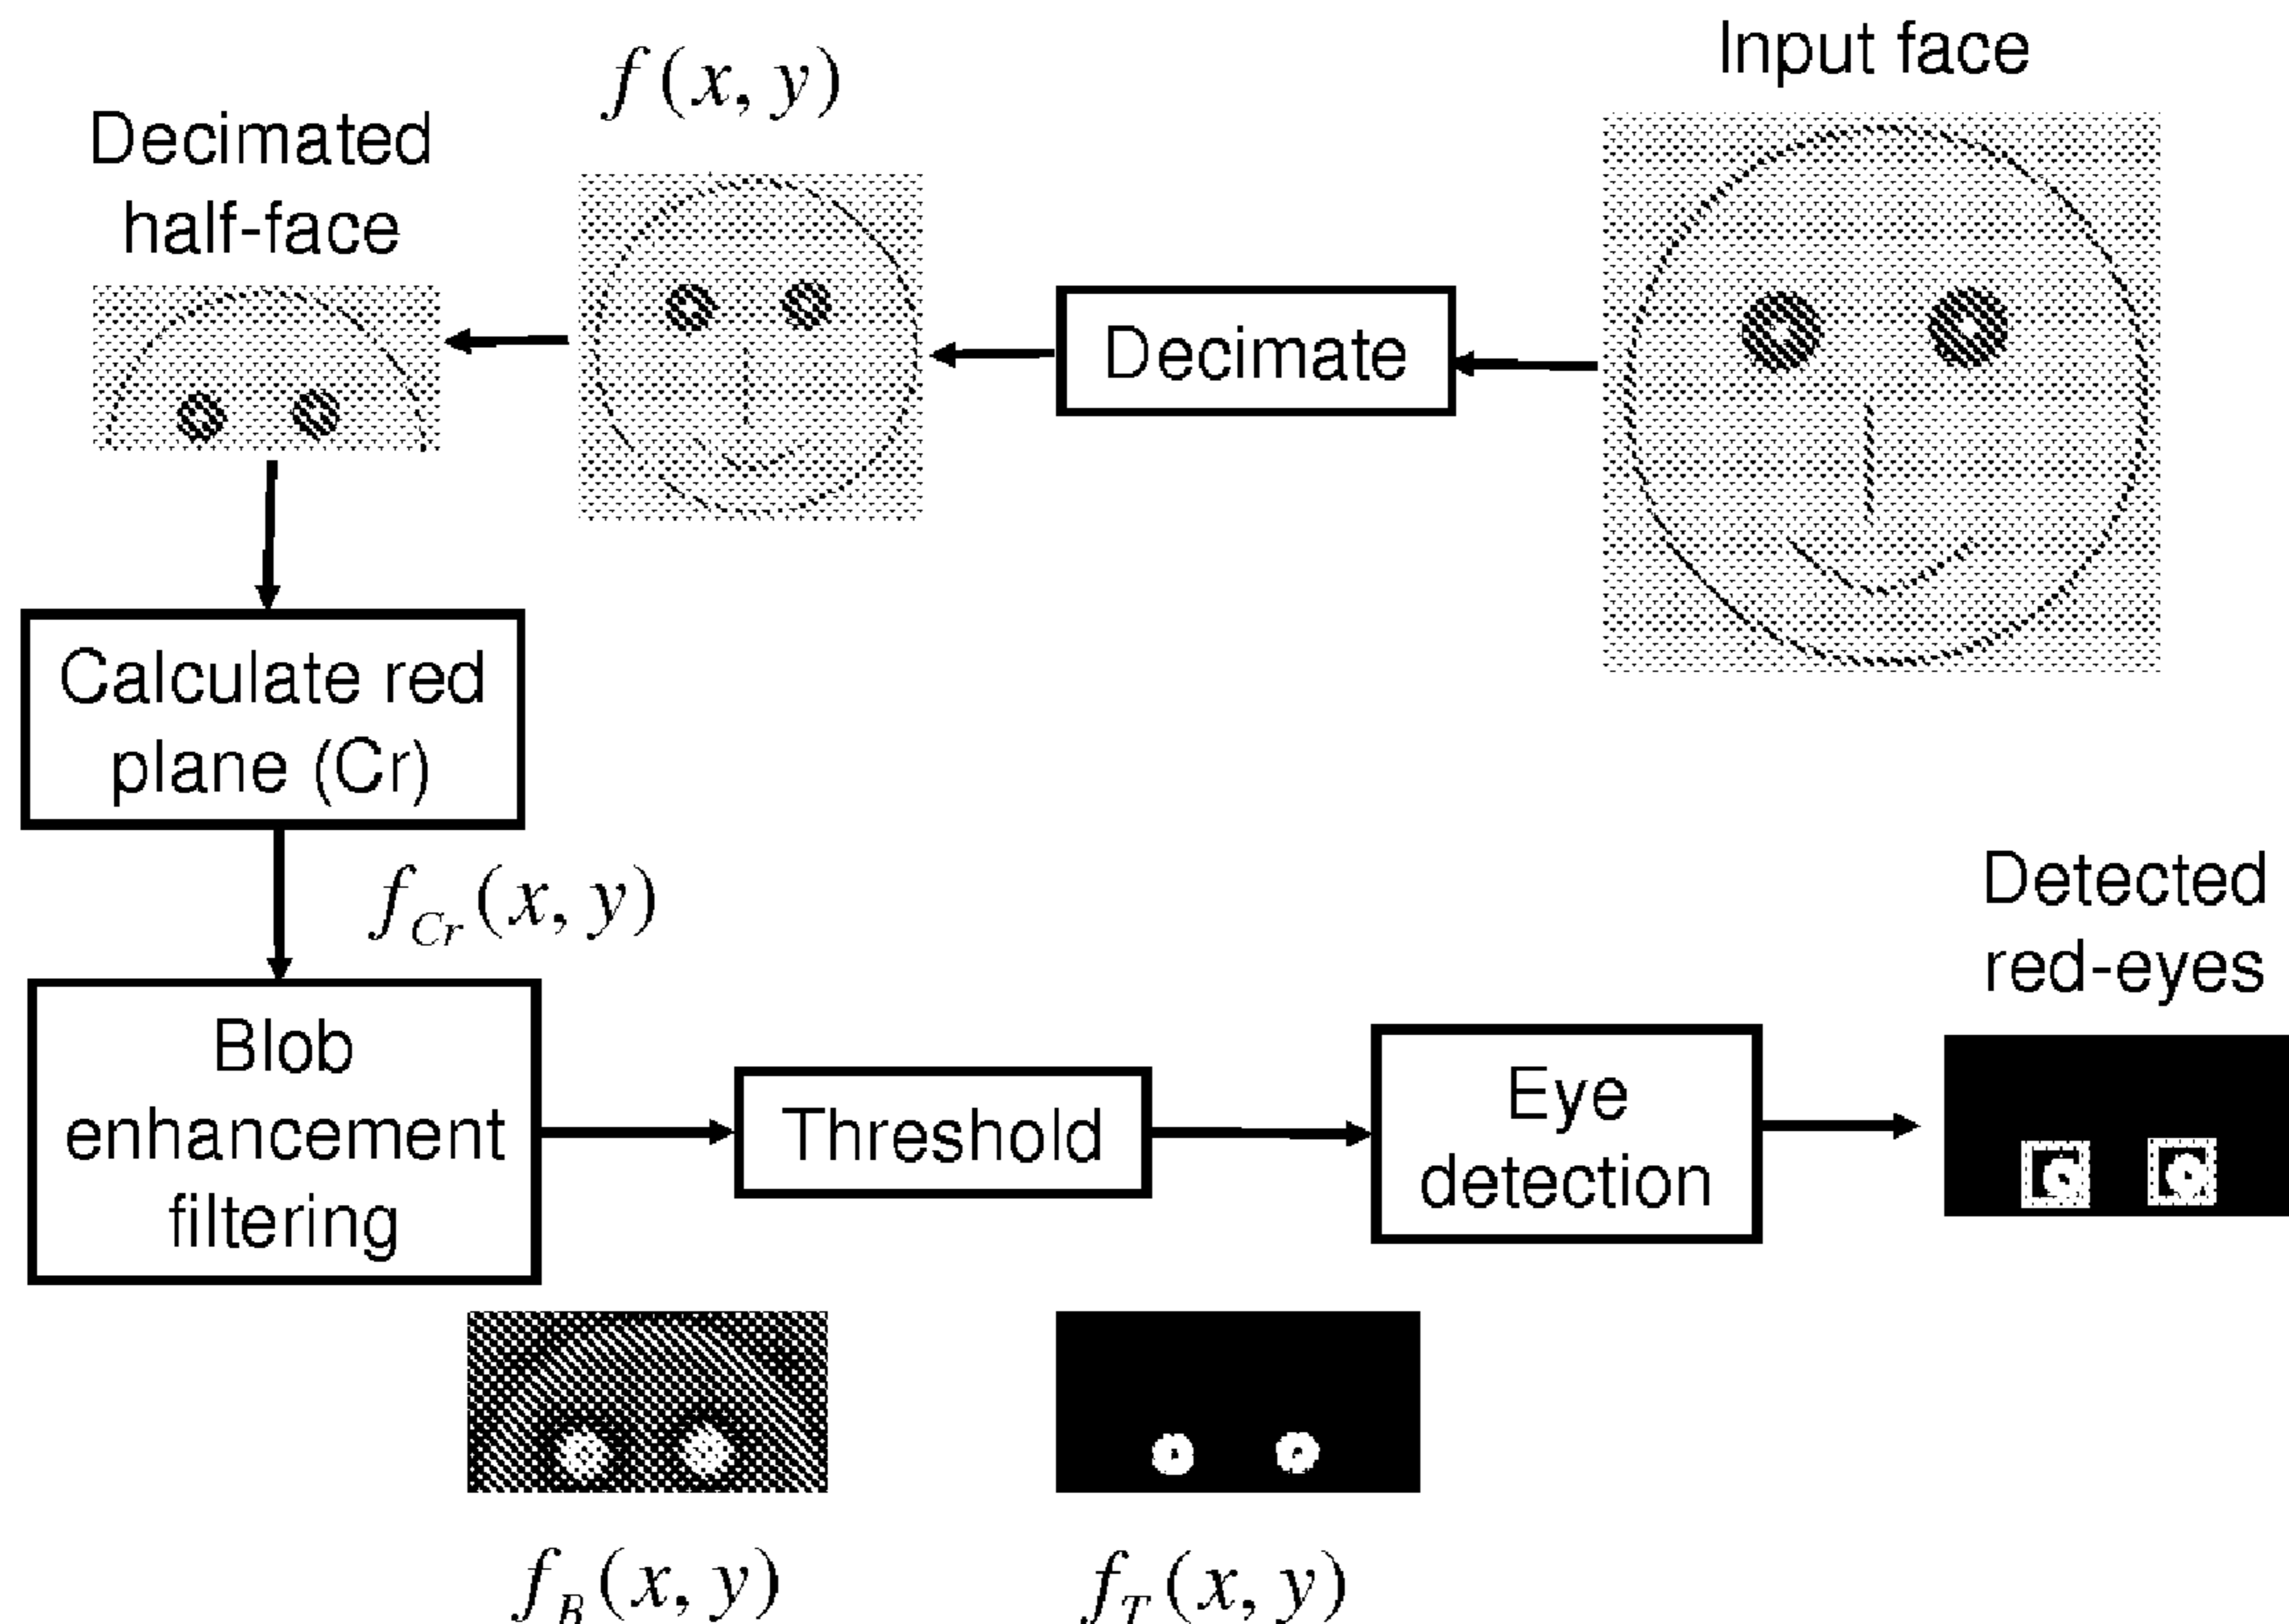 Input face
f(x, y)
Decimated
half-face
Decimate
Calculate red
plane (Cr)
f_Cr(x, y)
Blob
enhancement
filtering
Threshold
Eye
detection
Detected
red-eyes
f_B(x, y)
f_T(x, y)